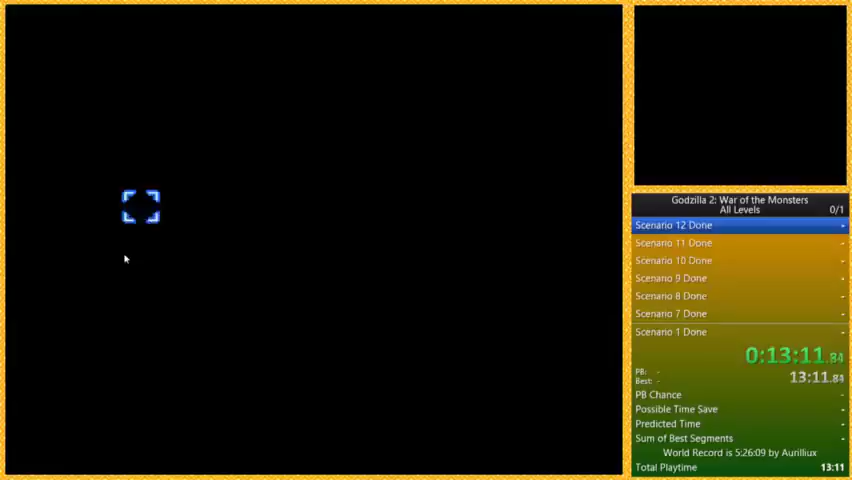 Godzilla 2: War of the Monsters
All Levels 0/1
Scenario 12 Done -
Scenario 11 Done -
Scenario 10 Done -
Scenario 9 Done -
Scenario 8 Done -
Scenario 7 Done -
Scenario 1 Done -
0:13:11.84
PB: - 13:11.84
Best: -
PB Chance -
Possible Time Save -
Predicted Time -
Sum of Best Segments -
World Record is 5:26:09 by Aurilliux
Total Playtime 13:11